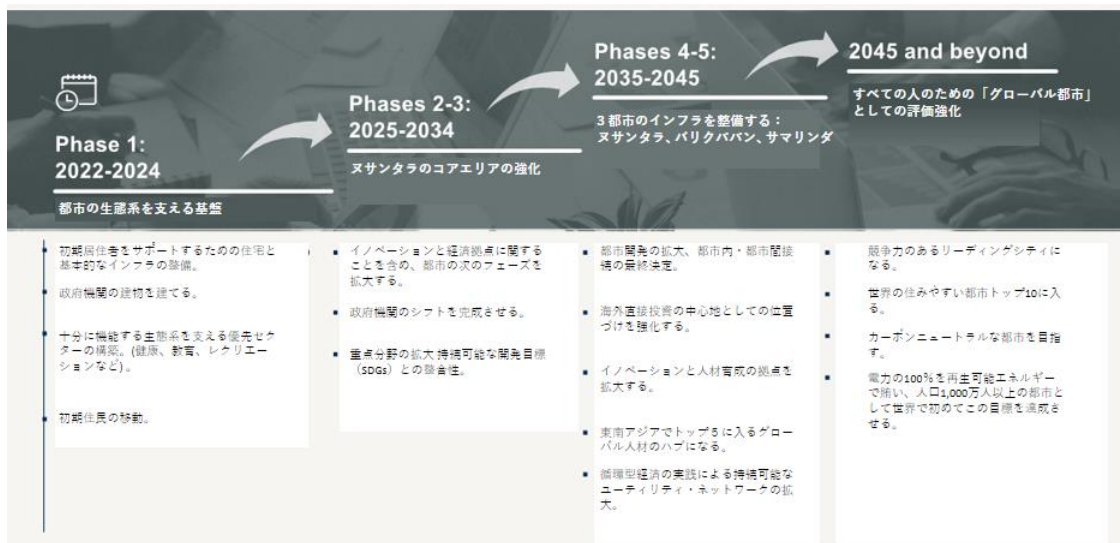 Phase 1:
2022-2024
都市の生態系を支える基盤
Phases 2-3:
2025-2034
ヌサンタラのコアエリアの強化
Phases 4-5:
2035-2045
３都市のインフラを整備する：
ヌサンタラ、バリクパパン、サマリンダ
2045 and beyond
すべての人のための「グローバル都市」
としての評価強化
初期居住者をサポートするための住宅と
基本的なインフラの整備。
政府機関の建物を建てる。
十分に機能する生態系を支える優先セク
ターの構築。(健康、教育、レクリエー
ションなど)。
初期住民の移動。
イノベーションと経済拠点に関する
ことを含め、都市の次のフェーズを
拡大する。
政府機関のシフトを完成させる。
重点分野の拡大 持続可能な開発目標
（SDGs）との整合性。
都市開発の拡大、都市内・都市間接
続の最終決定。
海外直接投資の中心地としての位置
づけを強化する。
イノベーションと人材育成の拠点を
拡大する。
東南アジアでトップ５に入るグロー
バル人材のハブになる。
循環型経済の実践による持続可能な
ユーティリティ・ネットワークの拡
大。
競争力のあるリーディングシティに
なる。
世界の住みやすい都市トップ10に入
る。
カーボンニュートラルな都市を目指
す。
電力の100％を再生可能エネルギー
で賄い、人口1,000万人以上の都市と
して世界で初めてこの目標を達成さ
せる。